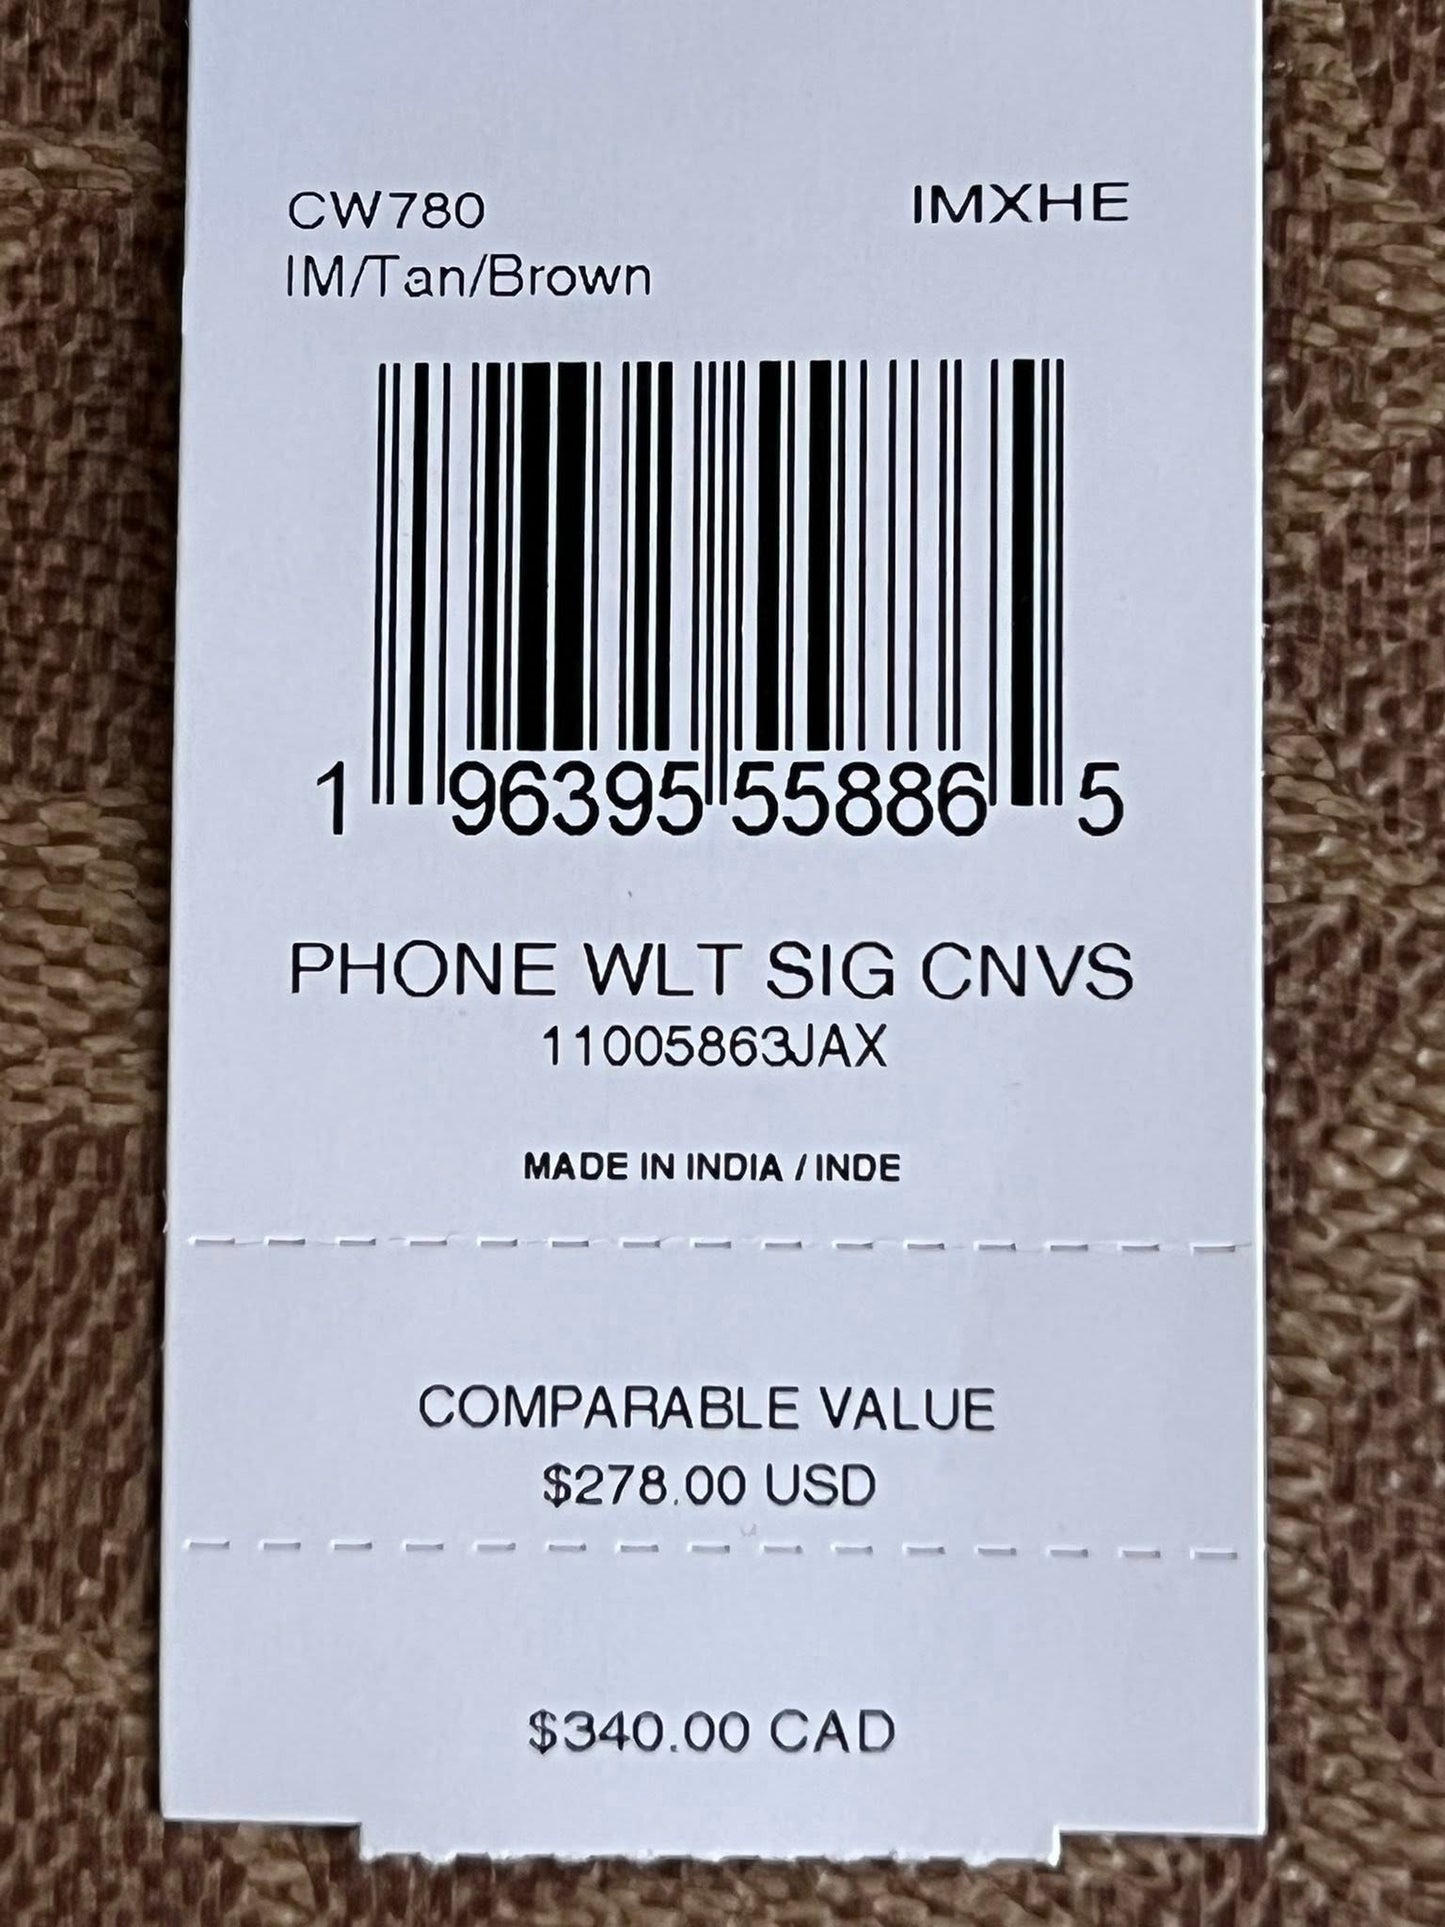 CW780 IMXHE
IM/Tan/Brown
1 96395 55886 5
PHONE WLT SIG CNVS
11005863JAX
MADE IN INDIA / INDE
COMPARABLE VALUE
$278.00 USD
$340.00 CAD